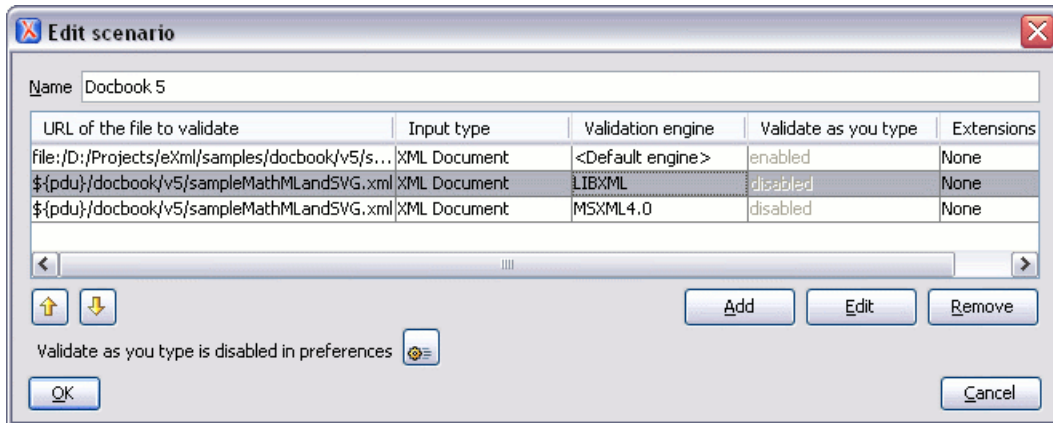 Edit scenario
Name Docbook 5
URL of the file to validate Input type Validation engine Validate as you type Extensions
file:/D:/Projects/eXml/samples/docbook/v5/s... XML Document <Default engine> enabled None
${pdu}/docbook/v5/sampleMathMLandSVG.xml XML Document LIBXML disabled None
${pdu}/docbook/v5/sampleMathMLandSVG.xml XML Document MSXML4.0 disabled None
Add Edit Remove
Validate as you type is disabled in preferences
OK Cancel